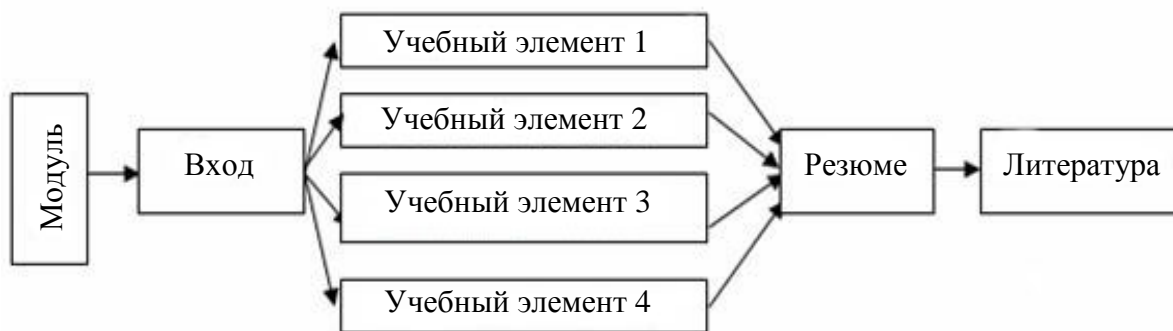 Модуль
Вход
Учебный элемент 1
Учебный элемент 2
Учебный элемент 3
Учебный элемент 4
Резюме
Литература